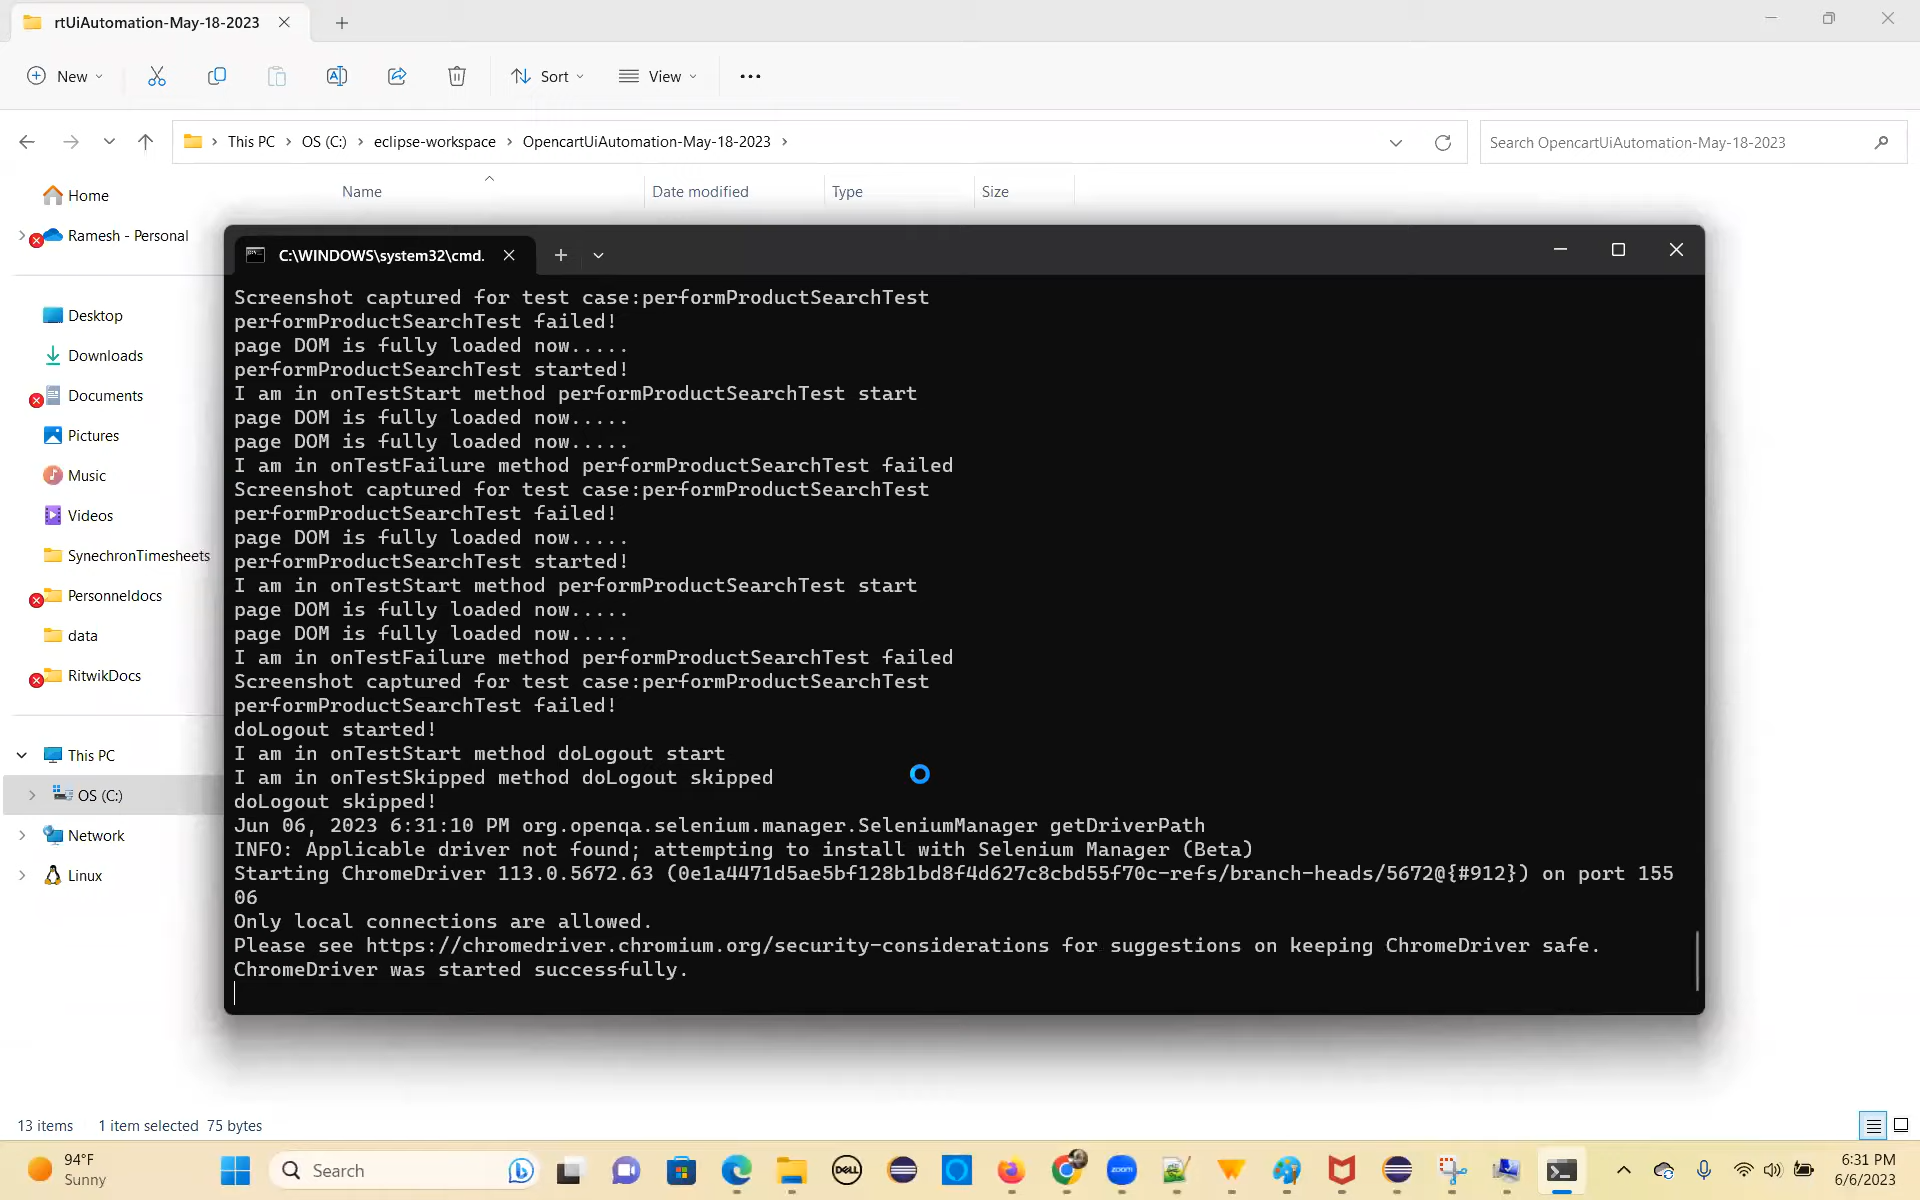 rtUiAutomation-May-18-2023
New
Sort
View
This PC
OS (C:)
eclipse-workspace
OpencartUiAutomation-May-18-2023
Search OpencartUiAutomation-May-18-2023
Name
Date modified
Type
Size
Home
Ramesh - Personal
Desktop
Downloads
Documents
Pictures
Music
Videos
SynechronTimesheets
Personneldocs
data
RitwikDocs
This PC
OS (C:)
Network
Linux
C:\WINDOWS\system32\cmd.
Screenshot captured for test case:performProductSearchTest
performProductSearchTest failed!
page DOM is fully loaded now.....
performProductSearchTest started!
I am in onTestStart method performProductSearchTest start
page DOM is fully loaded now.....
page DOM is fully loaded now.....
I am in onTestFailure method performProductSearchTest failed
Screenshot captured for test case:performProductSearchTest
performProductSearchTest failed!
page DOM is fully loaded now.....
performProductSearchTest started!
I am in onTestStart method performProductSearchTest start
page DOM is fully loaded now.....
page DOM is fully loaded now.....
I am in onTestFailure method performProductSearchTest failed
Screenshot captured for test case:performProductSearchTest
performProductSearchTest failed!
doLogout started!
I am in onTestStart method doLogout start
I am in onTestSkipped method doLogout skipped
doLogout skipped!
Jun 06, 2023 6:31:10 PM org.openqa.selenium.manager.SeleniumManager getDriverPath
INFO: Applicable driver not found; attempting to install with Selenium Manager (Beta)
Starting ChromeDriver 113.0.5672.63 (0e1a4471d5ae5bf128b1bd8f4d627c8cbd55f70c-refs/branch-heads/5672@{#912}) on port 155
06
Only local connections are allowed.
Please see https://chromedriver.chromium.org/security-considerations for suggestions on keeping ChromeDriver safe.
ChromeDriver was started successfully.
13 items
1 item selected 75 bytes
94°F
Sunny
Search
DELL
zoom
6:31 PM
6/6/2023